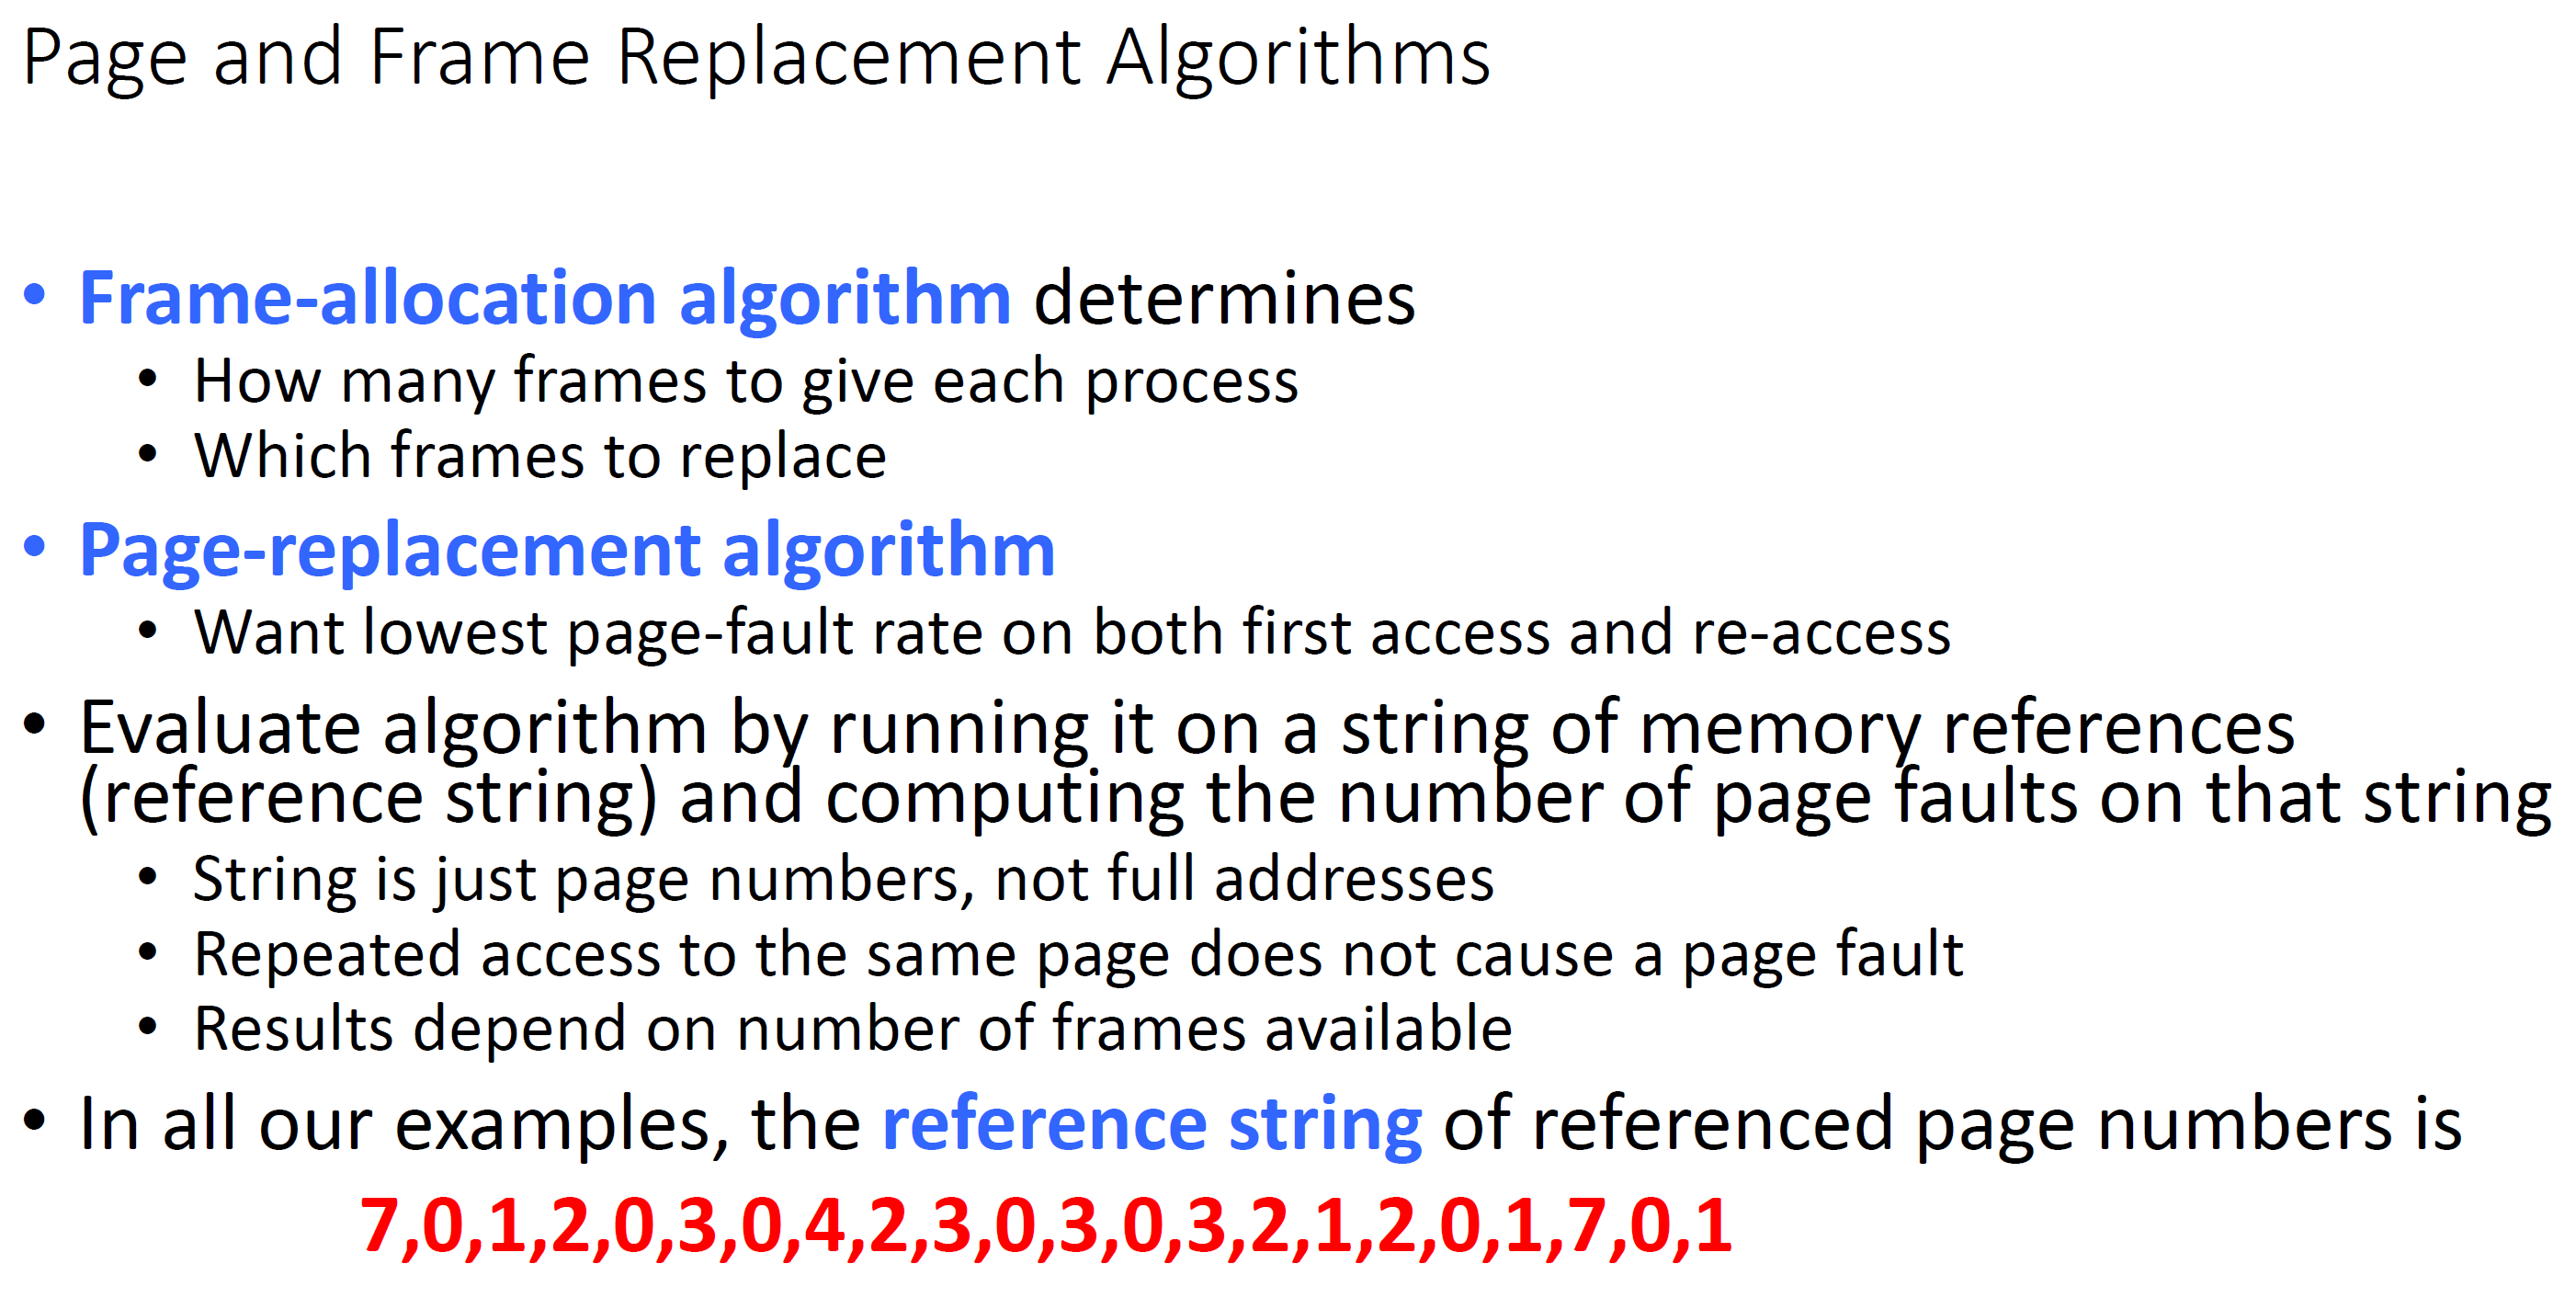 Page and Frame Replacement Algorithms
• Frame-allocation algorithm determines
• How many frames to give each process
• Which frames to replace
• Page-replacement algorithm
• Want lowest page-fault rate on both first access and re-access
• Evaluate algorithm by running it on a string of memory references
(reference string) and computing the number of page faults on that string
• String is just page numbers, not full addresses
• Repeated access to the same page does not cause a page fault
• Results depend on number of frames available
• In all our examples, the reference string of referenced page numbers is
7,0,1,2,0,3,0,4,2,3,0,3,0,3,2,1,2,0,1,7,0,1